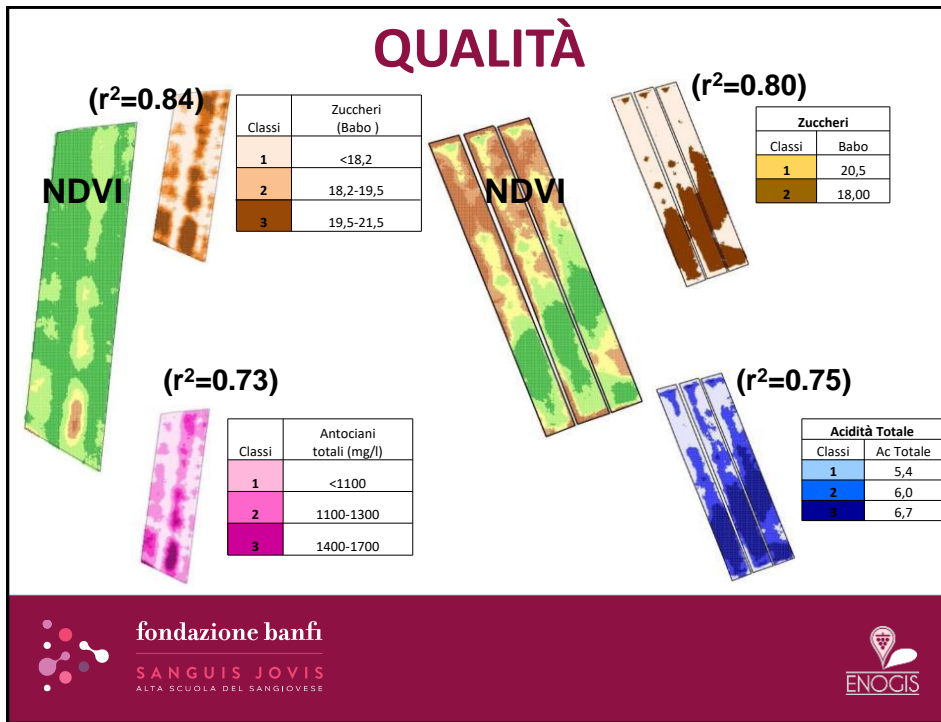 QUALITÀ
(r²=0.84)
NDVI
Classi Zuccheri (Babo )
1 <18,2
2 18,2-19,5
3 19,5-21,5
(r²=0.73)
Classi Antociani totali (mg/l)
1 <1100
2 1100-1300
3 1400-1700
NDVI
(r²=0.80)
Zuccheri
Classi Babo
1 20,5
2 18,00
(r²=0.75)
Acidità Totale
Classi Ac Totale
1 5,4
2 6,0
3 6,7
fondazione banfi
SANGUIS JOVIS
ALTA SCUOLA DEL SANGIOVESE
ENOGIS